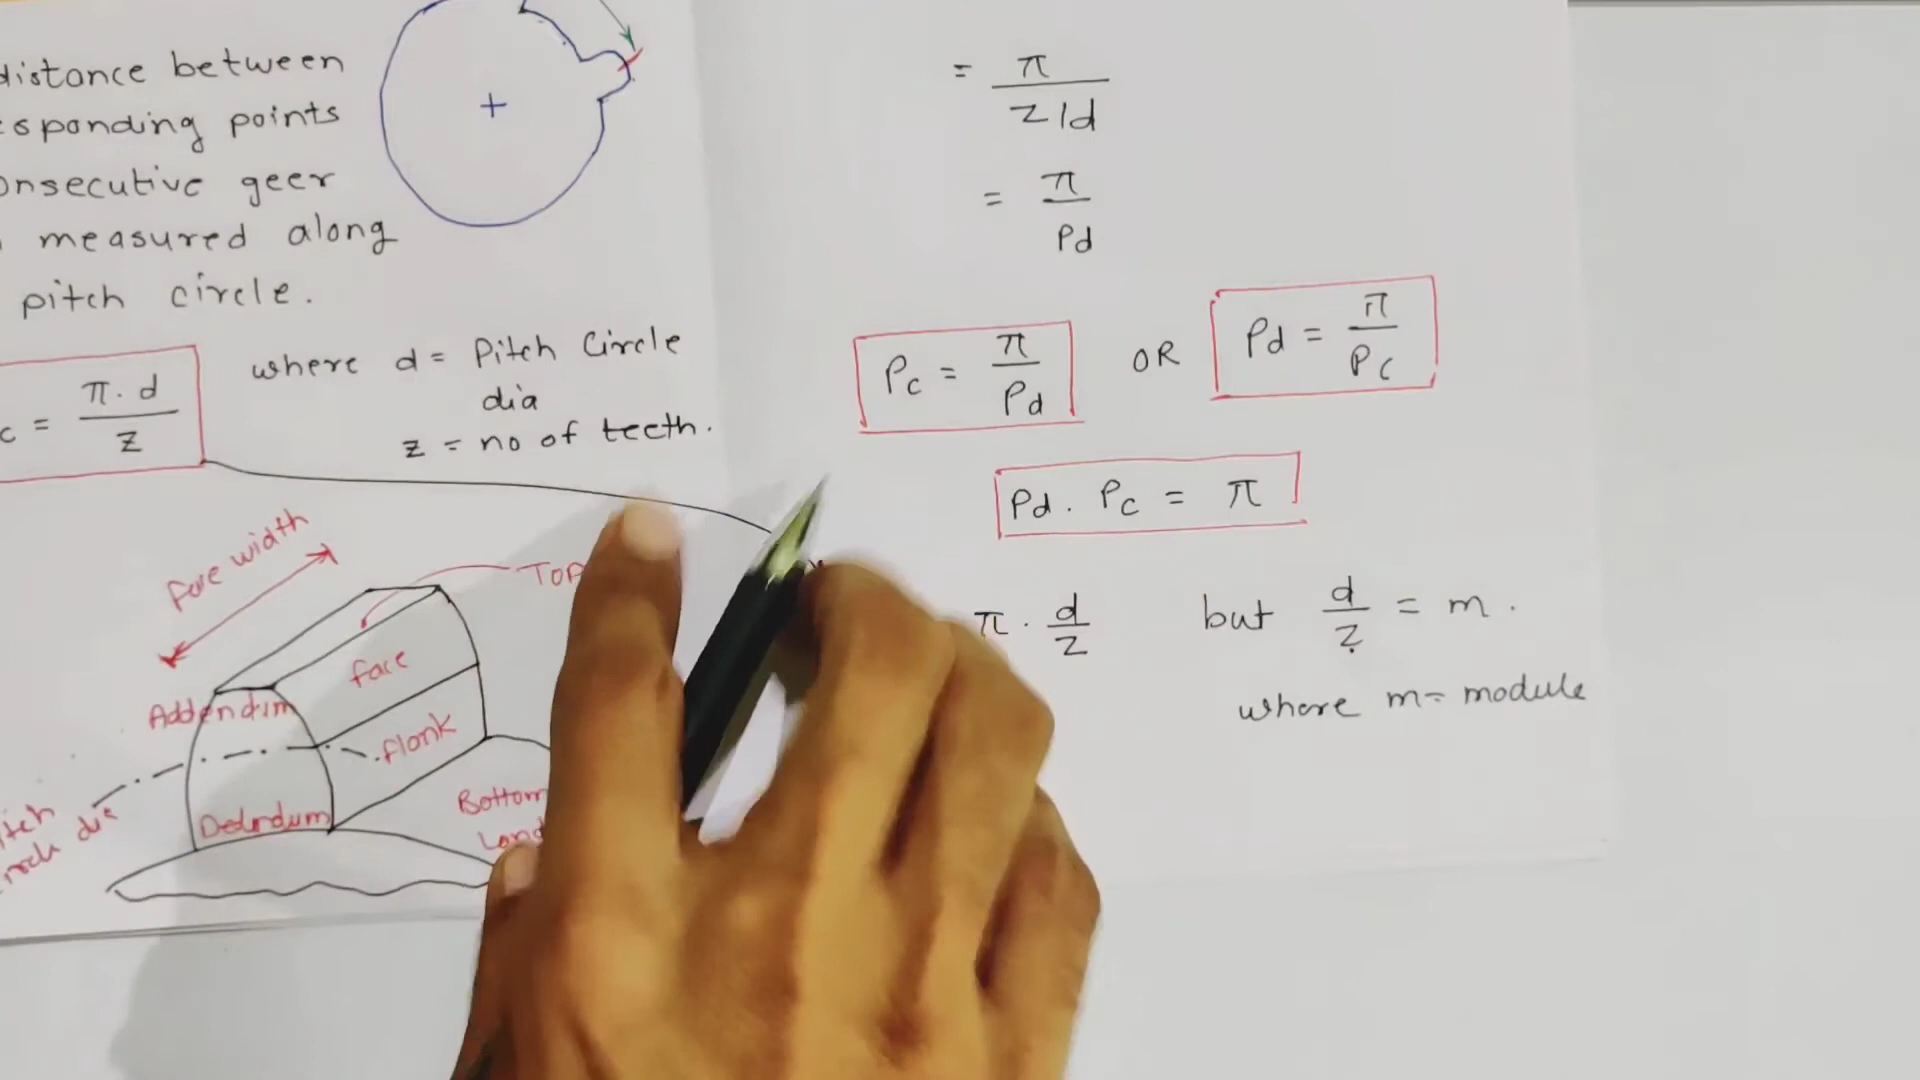 distance between
sponding points
onsecutive geer
measured along
pitch circle.
c = π. d / z
where d = Pitch Circle
dia
z = no of teeth.
Face width
TOP
face
Addendum
flank
Dedendum
Bottom
Land
= π / z/d
= π / Pd
Pc = π / Pd OR Pd = π / Pc
Pd . Pc = π
π . d / z but d / z = m .
where m = module